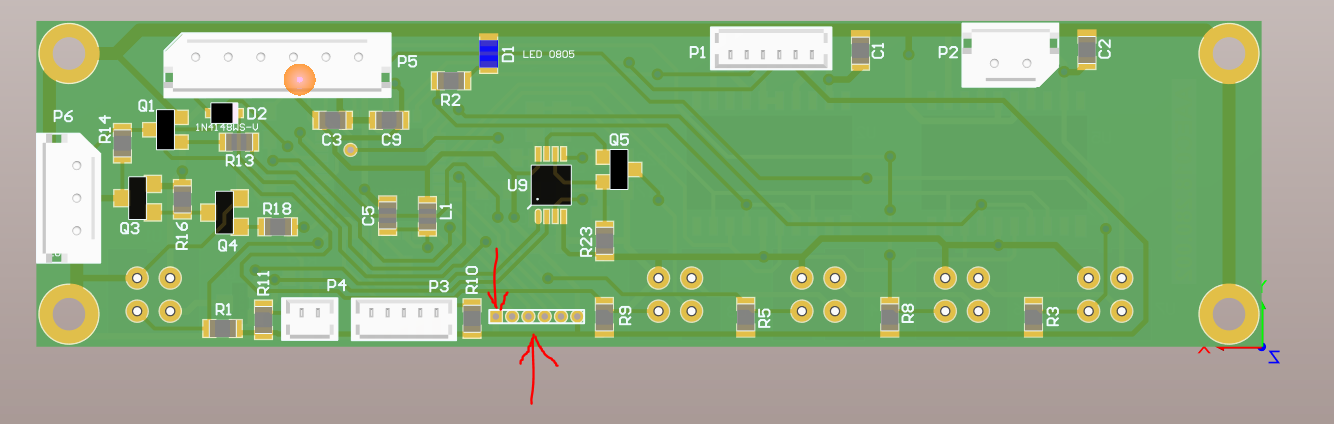 P5
D1
LED 0805
P1
C1
P2
C2
R2
P6
Q1
D2
1N4148WS-V
R14
R13
C3
C9
Q5
U9
Q3
R16
Q4
R18
C5
L1
R23
R11
P4
P3
R10
R1
R9
R5
R8
R3
Y
X
Z